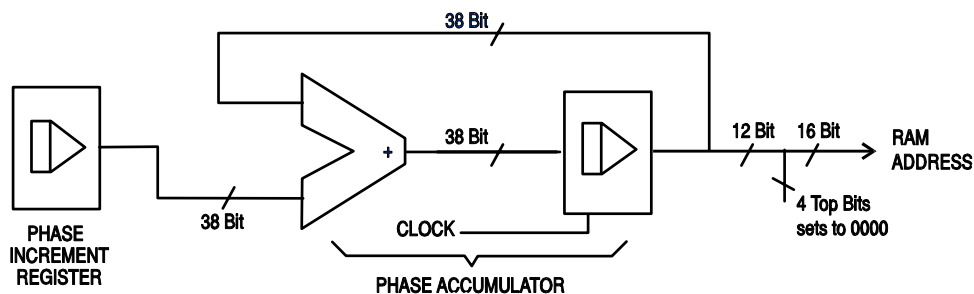 38 Bit
PHASE
INCREMENT
REGISTER
38 Bit
+
38 Bit
CLOCK
PHASE ACCUMULATOR
12 Bit
16 Bit
4 Top Bits
sets to 0000
RAM
ADDRESS